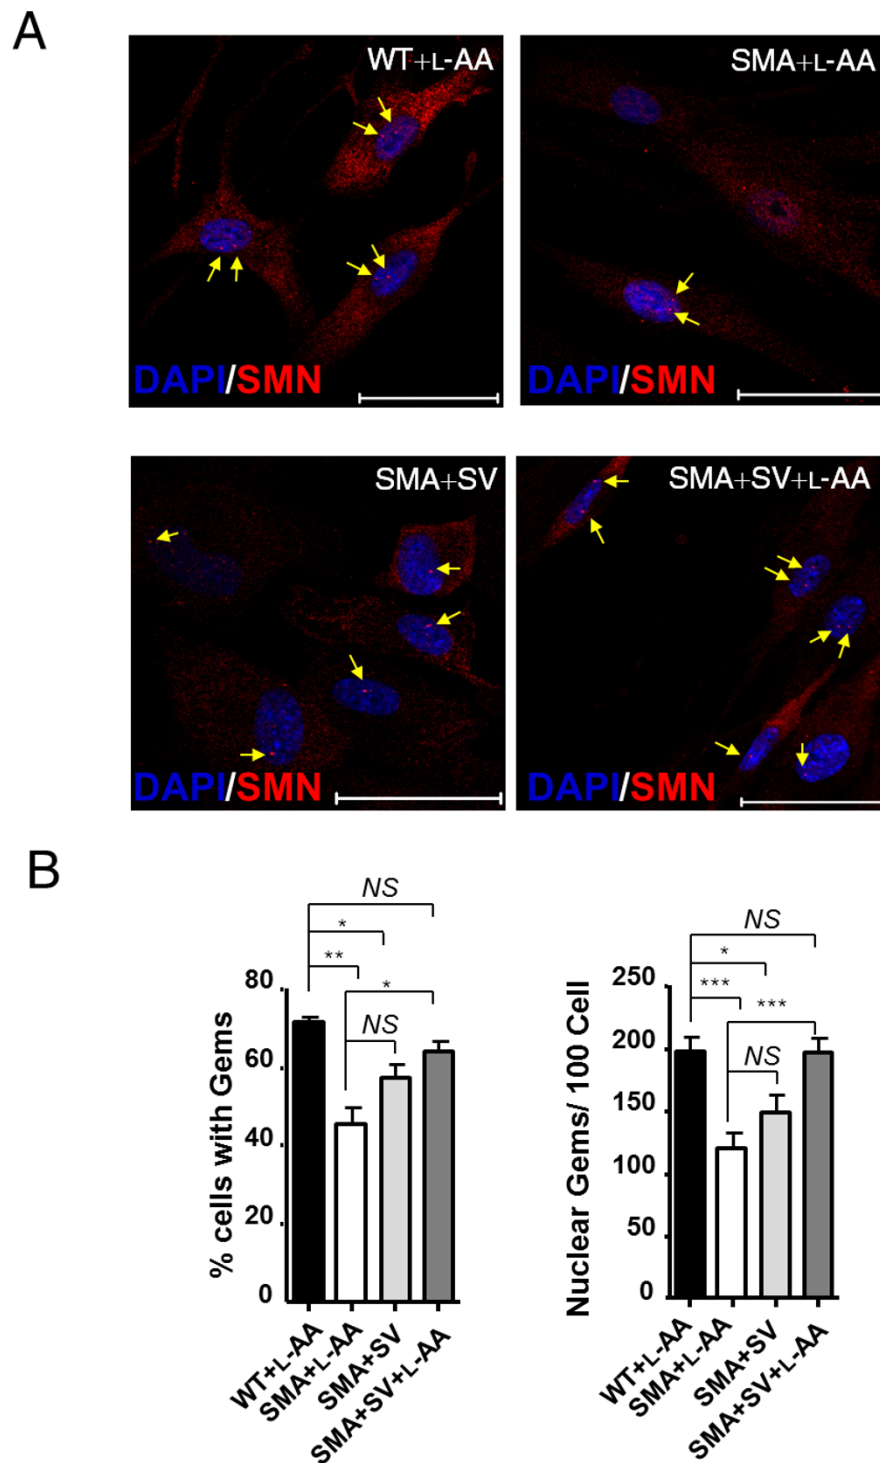 A
WT+L-AA
SMA+L-AA
DAPI/SMN
DAPI/SMN
SMA+SV
SMA+SV+L-AA
DAPI/SMN
DAPI/SMN
B
NS
*
**
*
NS
% cells with Gems
80
60
40
20
0
WT+L-AA
SMA+L-AA
SMA+SV
SMA+SV+L-AA
NS
*
***
***
NS
Nuclear Gems/ 100 Cell
250
200
150
100
50
0
WT+L-AA
SMA+L-AA
SMA+SV
SMA+SV+L-AA